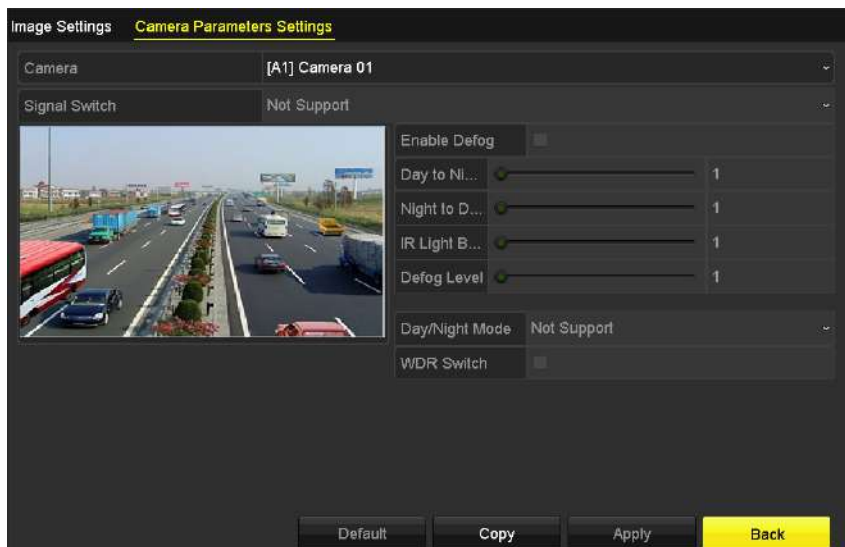 Image Settings Camera Parameters Settings
Camera [A1] Camera 01
Signal Switch Not Support
Enable Defog
Day to Ni... 1
Night to D... 1
IR Light B... 1
Defog Level 1
Day/Night Mode Not Support
WDR Switch
Default Copy Apply Back